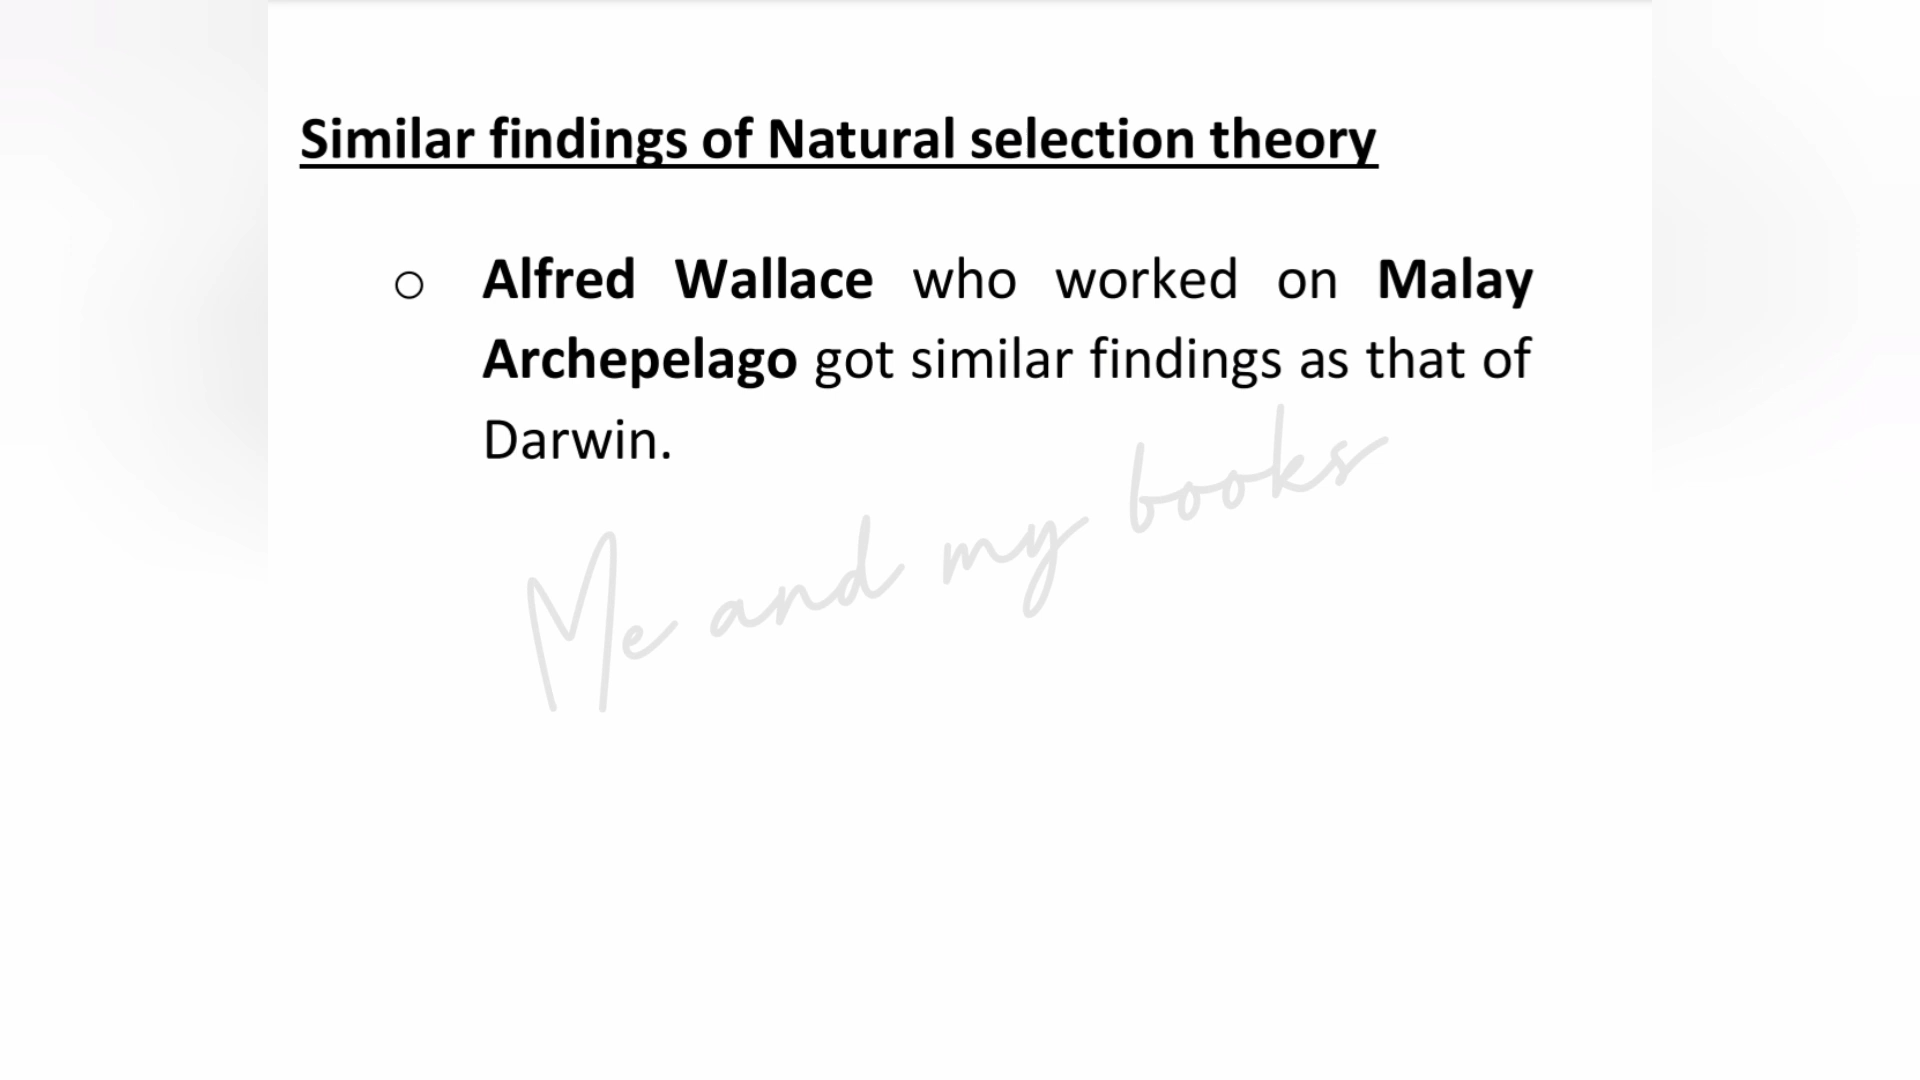 Similar findings of Natural selection theory
o Alfred Wallace who worked on Malay
Archepelago got similar findings as that of
Darwin.
Me and my books